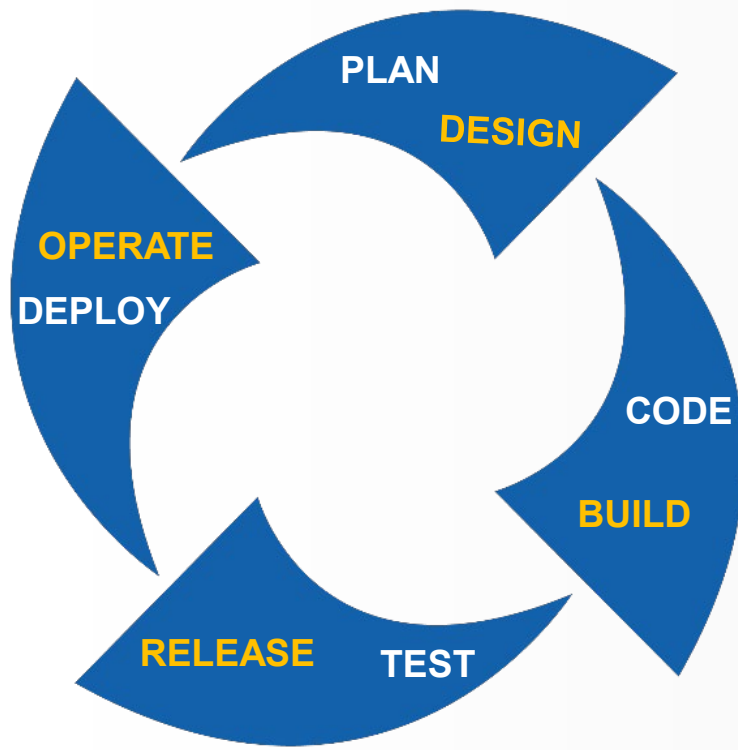 PLAN
DESIGN
CODE
BUILD
TEST
RELEASE
DEPLOY
OPERATE